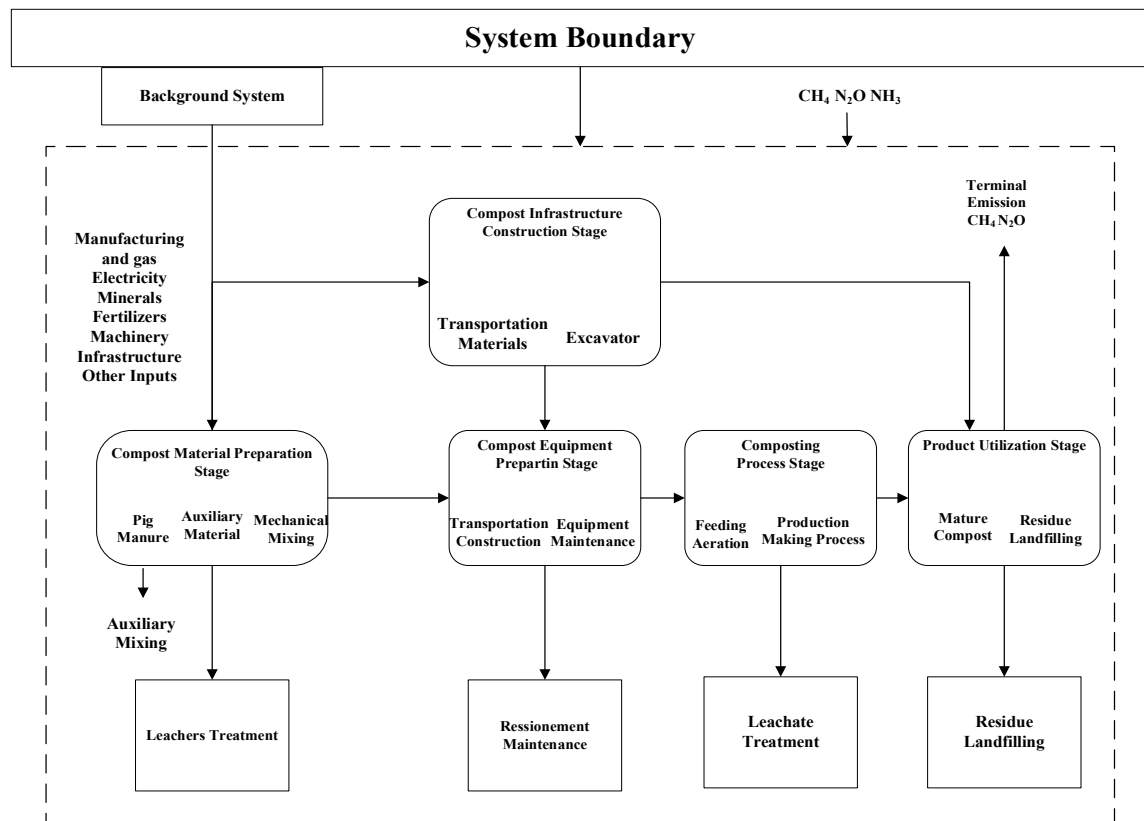 System Boundary
Background System
CH₄ N₂O NH₃
Terminal
Emission
CH₄ N₂O
Manufacturing
and gas
Electricity
Minerals
Fertilizers
Machinery
Infrastructure
Other Inputs
Compost Infrastructure
Construction Stage
Transportation
Materials
Excavator
Compost Material Preparation
Stage
Pig
Manure
Auxiliary
Material
Mechanical
Mixing
Compost Equipment
Prepartin Stage
Transportation
Construction
Equipment
Maintenance
Composting
Process Stage
Feeding
Aeration
Production
Making Process
Product Utilization Stage
Mature
Compost
Residue
Landfilling
Auxiliary
Mixing
Leachers Treatment
Ressionement
Maintenance
Leachate
Treatment
Residue
Landfilling